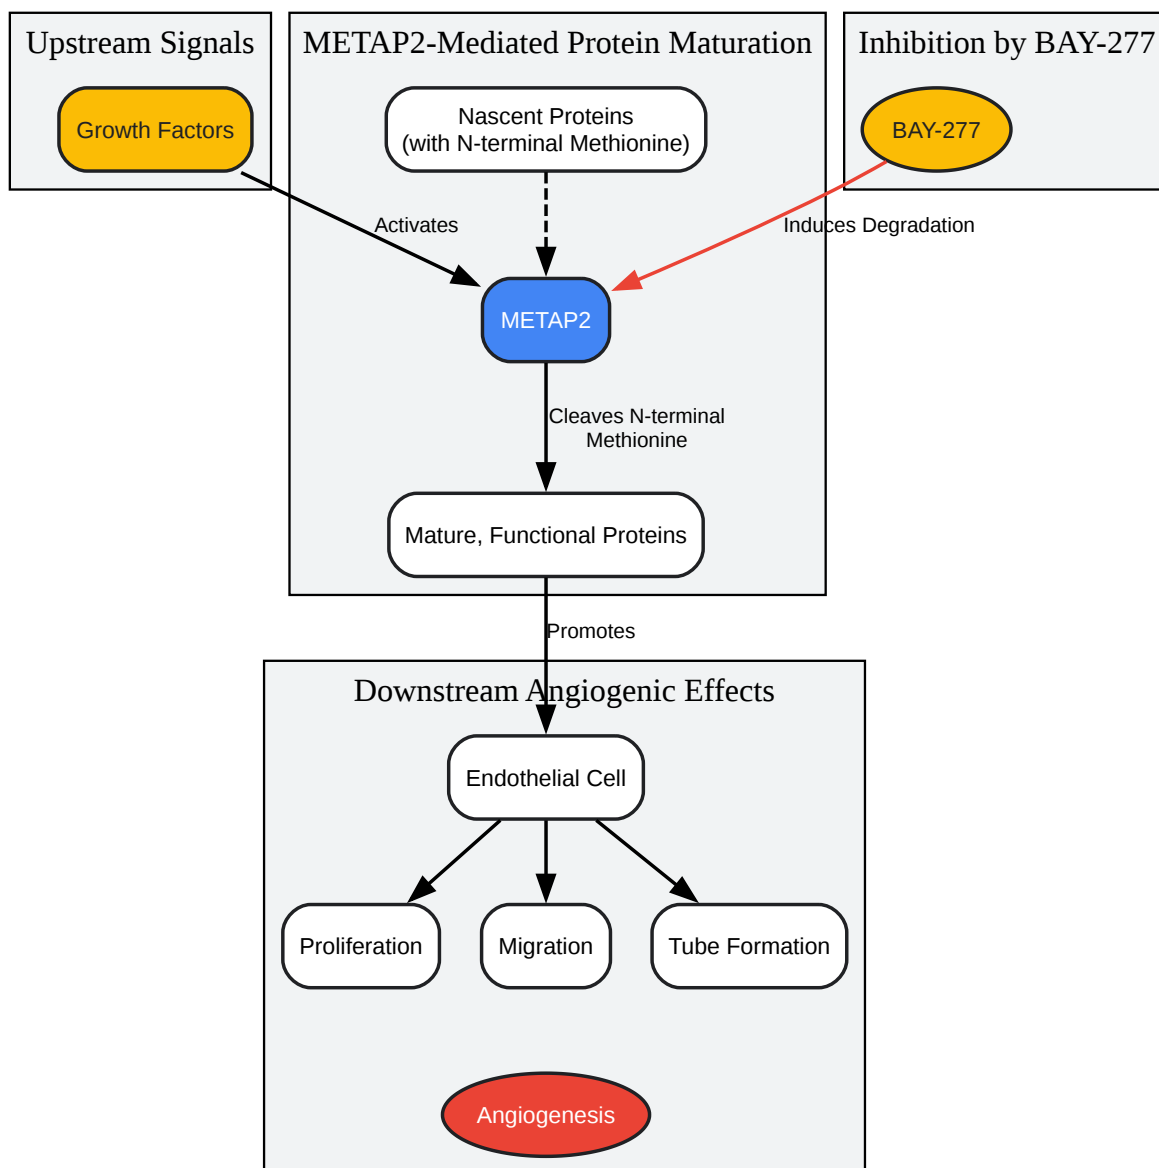 Upstream Signals
METAP2-Mediated Protein Maturation
Inhibition by BAY-277
Growth Factors
Nascent Proteins
(with N-terminal Methionine)
BAY-277
Activates
Induces Degradation
METAP2
Cleaves N-terminal
Methionine
Mature, Functional Proteins
Promotes
Downstream Angiogenic Effects
Endothelial Cell
Proliferation
Migration
Tube Formation
Angiogenesis